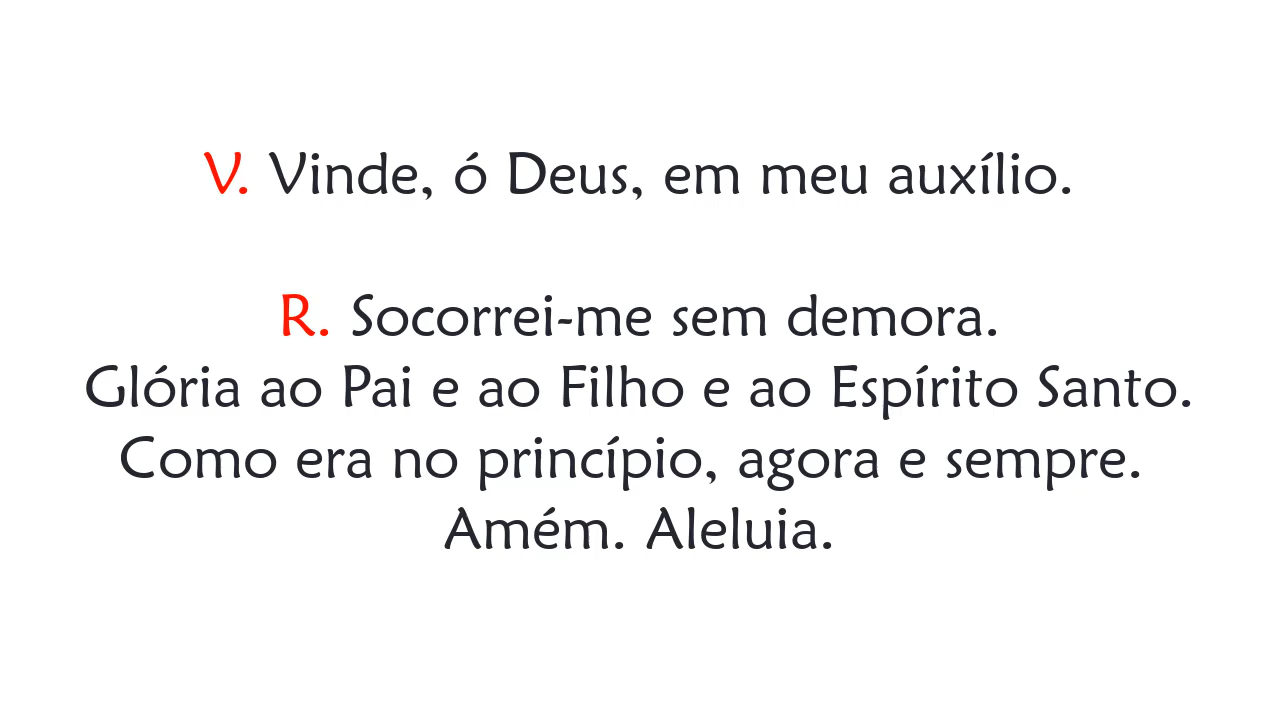 V. Vinde, ó Deus, em meu auxílio.
R. Socorrei-me sem demora.
Glória ao Pai e ao Filho e ao Espírito Santo.
Como era no princípio, agora e sempre.
Amém. Aleluia.